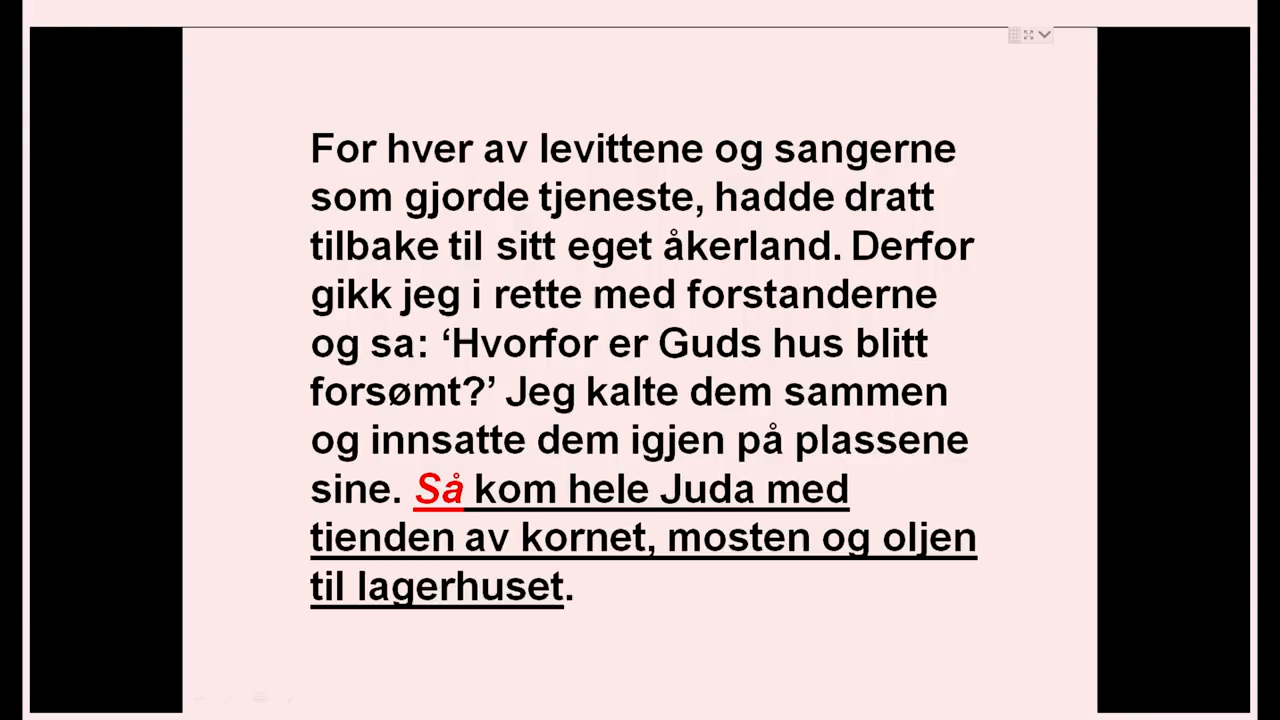 For hver av levittene og sangerne
som gjorde tjeneste, hadde dratt
tilbake til sitt eget åkerland. Derfor
gikk jeg i rette med forstanderne
og sa: ‘Hvorfor er Guds hus blitt
forsømt?’ Jeg kalte dem sammen
og innsatte dem igjen på plassene
sine. Så kom hele Juda med
tienden av kornet, mosten og oljen
til lagerhuset.